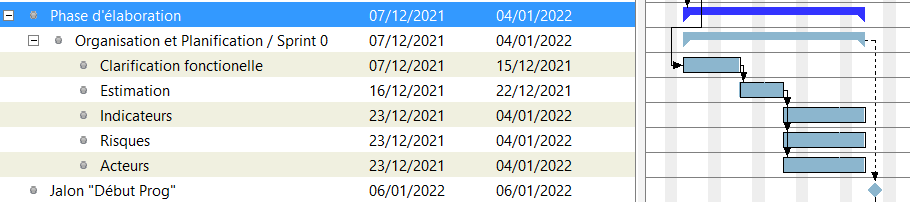 Phase d'élaboration 07/12/2021 04/01/2022
Organisation et Planification / Sprint 0 07/12/2021 04/01/2022
Clarification fonctionelle 07/12/2021 15/12/2021
Estimation 16/12/2021 22/12/2021
Indicateurs 23/12/2021 04/01/2022
Risques 23/12/2021 04/01/2022
Acteurs 23/12/2021 04/01/2022
Jalon "Début Prog" 06/01/2022 06/01/2022